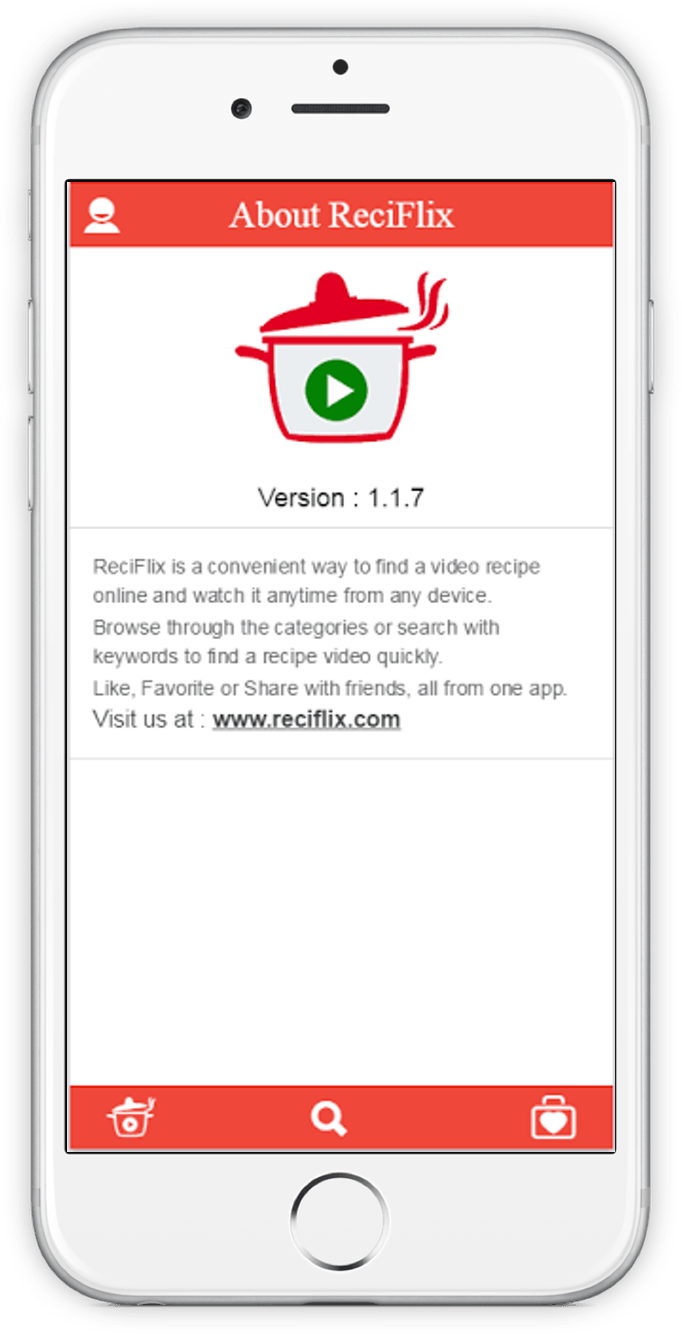 About ReciFlix
Version : 1.1.7
ReciFlix is a convenient way to find a video recipe
online and watch it anytime from any device.
Browse through the categories or search with
keywords to find a recipe video quickly.
Like, Favorite or Share with friends, all from one app.
Visit us at : www.reciflix.com